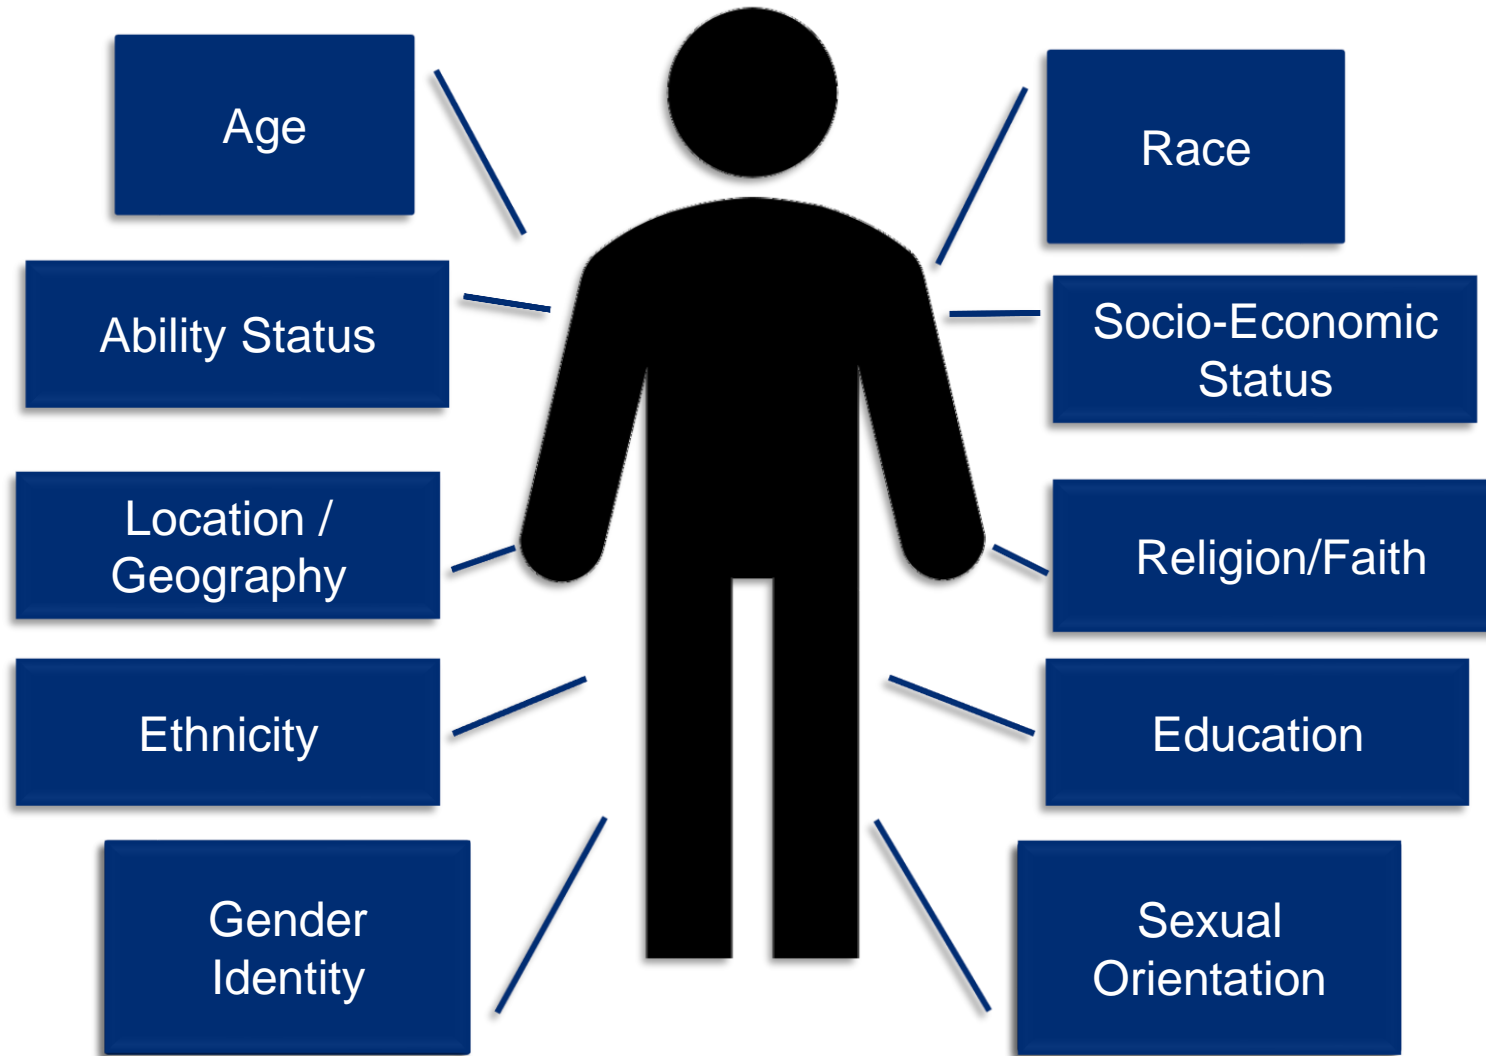 Age
Race
Ability Status
Socio-Economic
Status
Location /
Geography
Religion/Faith
Ethnicity
Education
Gender
Identity
Sexual
Orientation